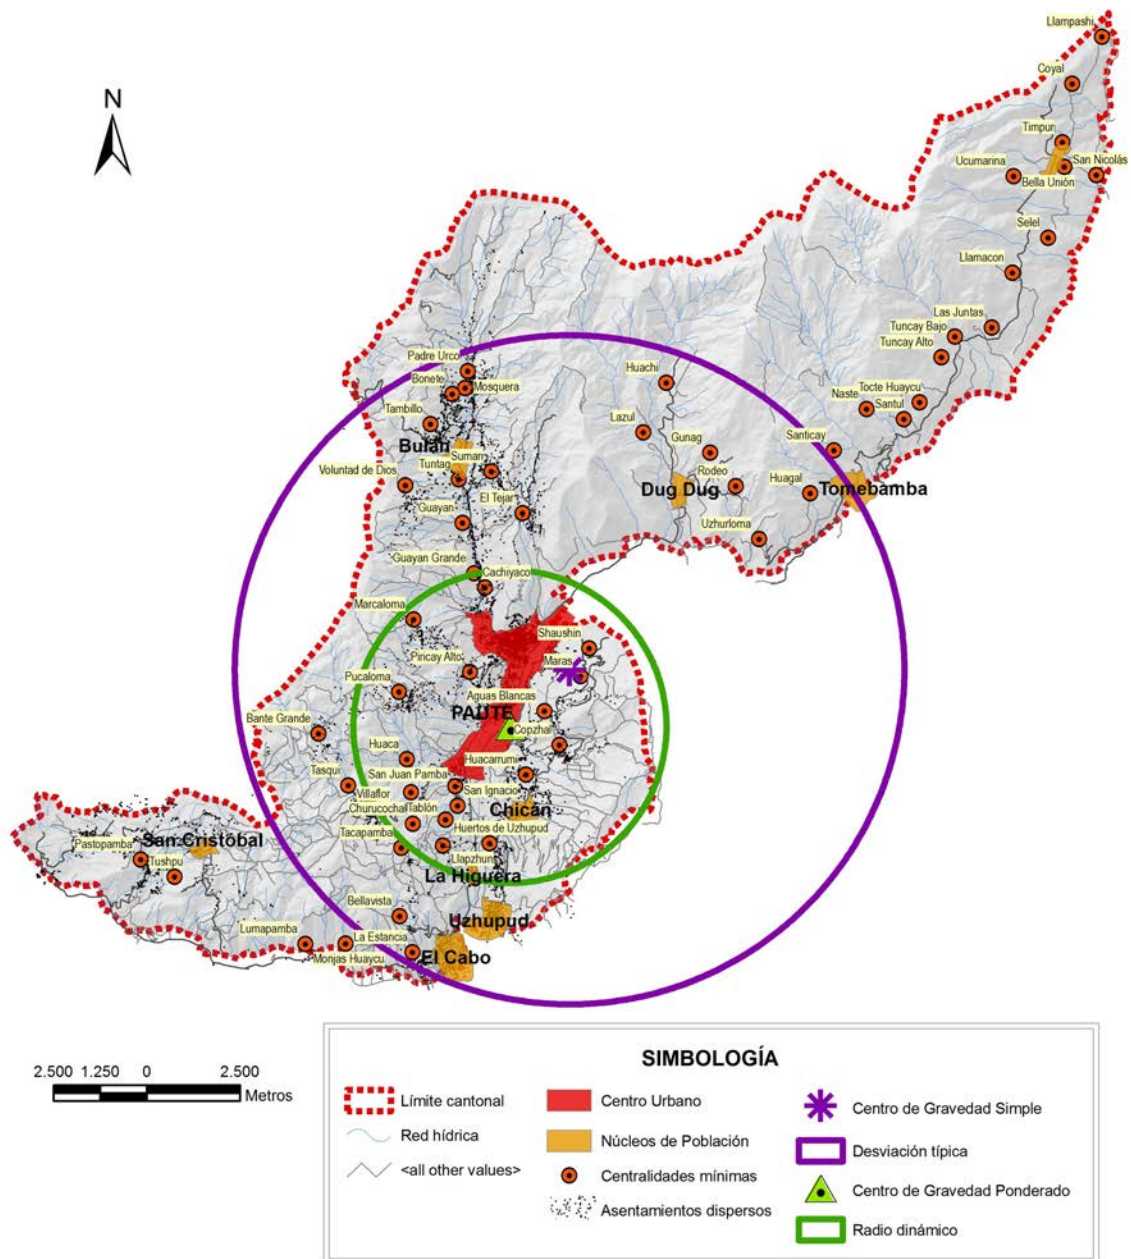 Llampashi
N
Coyal
Timpur
Ucumarina
San Nicolás
Bella Unión
Selel
Llamacon
Las Juntas
Tuncay Bajo
Tuncay Alto
Padre Urco
Huachi
Bonete
Mosquera
Tocte Huaycu
Naste
Santul
Tambillo
Lazul
Gunag
Santicay
Bulán
Suman
Tuntag
Voluntad de Dios
Rodeo
Huagal
Dug Dug
Tomebamba
El Tejar
Guayan
Uzhurloma
Guayan Grande
Cachiyaco
Marcaloma
Shaushin
Pircay Alto
Maras
Pucaloma
Aguas Blancas
PAUTE
Bante Grande
Copzhal
Huaca
Huacarrumi
Tasqui
San Juan Pamba
Villaflor
San Ignacio
Churucochal
Tablón
Chicán
Tacapamba
Huertos de Uzhupud
San Cristóbal
Pastopamba
Tushpu
Llapzhun
La Higuera
Bellavista
Uzhupud
Lumapamba
La Estancia
Monjas Huaycu
El Cabo
2.500 1.250 0 2.500
Metros
SIMBOLOGÍA
Límite cantonal
Red hídrica
<all other values>
Centro Urbano
Núcleos de Población
Centralidades mínimas
Asentamientos dispersos
Centro de Gravedad Simple
Desviación típica
Centro de Gravedad Ponderado
Radio dinámico